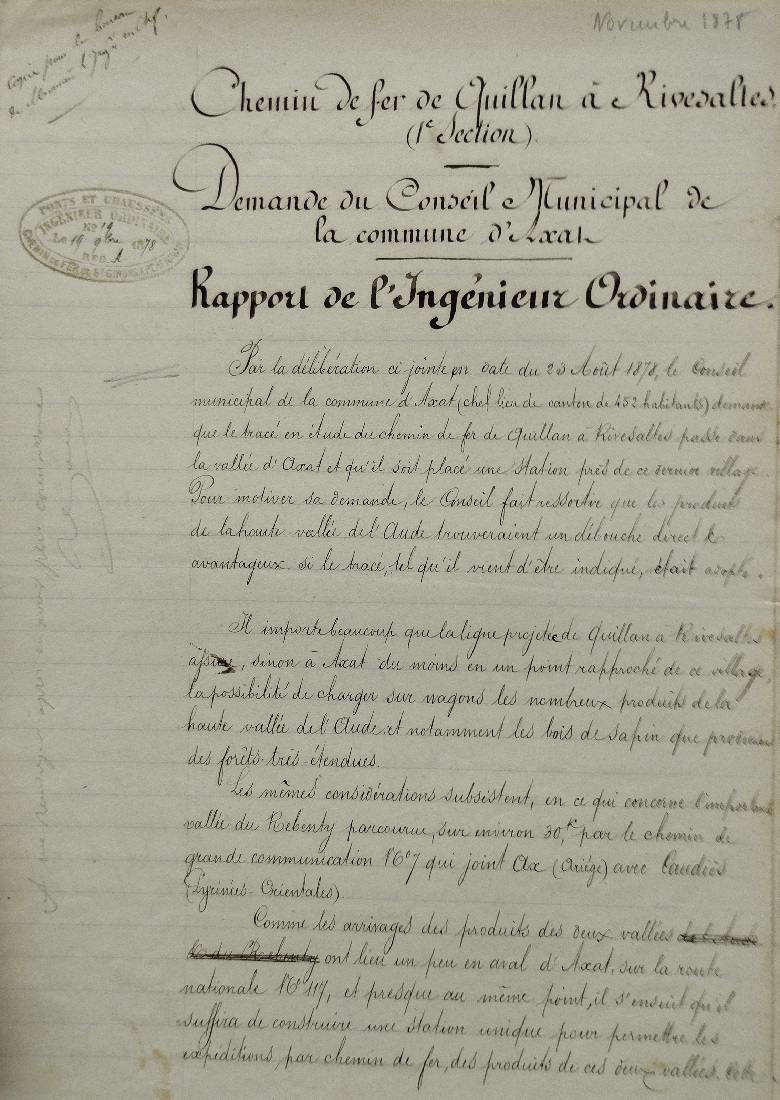 Novembre 1878
Copie pour le bureau
de Monsieur l'Ingr en Chef.
Chemin de fer de Quillan à Rivesaltes.
(1e Section).
Demande du Conseil Municipal de
la commune d'Axat.
PONTS ET CHAUSSÉES
INGÉNIEUR ORDINAIRE
No 19
Le 19 9bre 1878
Rapport de l'Ingénieur Ordinaire.
Par la délibération ci jointe en date du 23 Août 1878, le Conseil
municipal de la commune d'Axat, (chef lieu de canton de 452 habitants) demande
que le tracé en étude du chemin de fer de Quillan à Rivesaltes passe dans
la vallée d'Axat et qu'il soit placé une station près de ce dernier village.
Pour motiver sa demande, le Conseil fait ressortir que les produits
de la haute vallée de l'Aude trouveraient un débouché direct &
avantageux si le tracé, tel qu'il vient d'être indiqué, était adopté.
Il importe beaucoup que la ligne projetée de Quillan à Rivesaltes
, sinon à Axat du moins en un point rapproché de ce village,
la possibilité de charger sur wagons les nombreux produits de la
haute vallée de l'Aude et notamment les bois de sapin que
des forêts très étendues.
Les mêmes considérations subsistent, en ce qui concerne l'importante
vallée du Rebenty parcourue, sur environ 30k par le chemin de
grande communication No 7 qui joint Ax (Ariége) avec Caudiès
(Pyrénées-Orientales).
Comme les arrivages des produits des deux vallées de l'Aude
& du Rebenty ont lieu un peu en aval d'Axat, sur la route
nationale No 117, et presque au même point, il s'ensuit qu'il
suffira de construire une station unique pour permettre les
expéditions, par chemin de fer, des produits de ces deux vallées. Cette